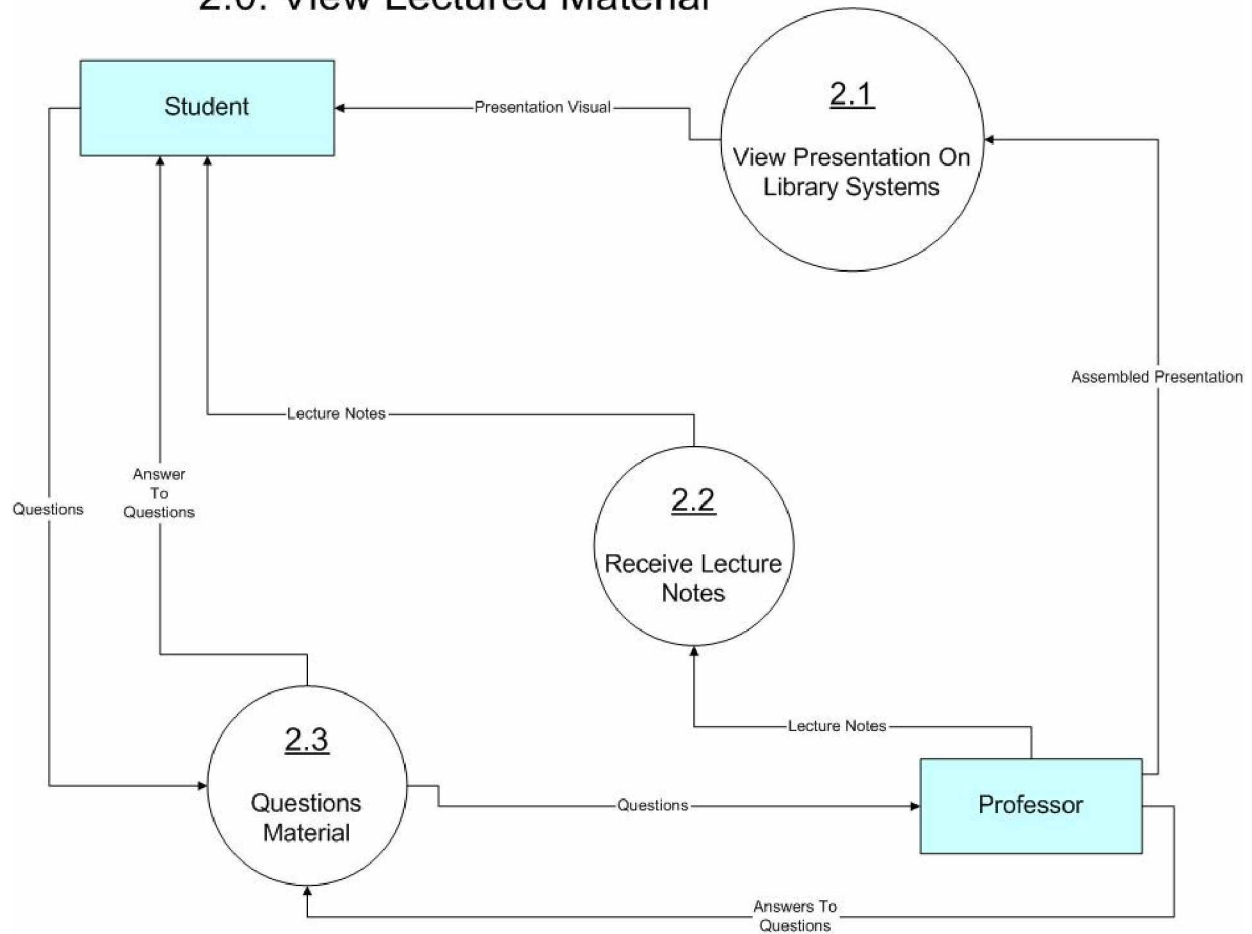 2.0: View Lectured Material
Student
Presentation Visual
2.1
View Presentation On
Library Systems
Assembled Presentation
Lecture Notes
Answer
To
Questions
Questions
2.2
Receive Lecture
Notes
Lecture Notes
2.3
Questions
Material
Questions
Professor
Answers To
Questions